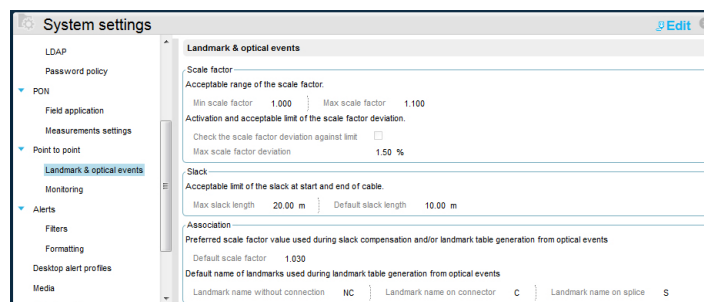 System settings
Edit
LDAP
Password policy
PON
Field application
Measurements settings
Point to point
Landmark & optical events
Monitoring
Alerts
Filters
Formatting
Desktop alert profiles
Media
Landmark & optical events
Scale factor
Acceptable range of the scale factor.
Min scale factor 1.000 Max scale factor 1.100
Activation and acceptable limit of the scale factor deviation.
Check the scale factor deviation against limit
Max scale factor deviation 1.50 %
Slack
Acceptable limit of the slack at start and end of cable.
Max slack length 20.00 m Default slack length 10.00 m
Association
Preferred scale factor value used during slack compensation and/or landmark table generation from optical events
Default scale factor 1.030
Default name of landmarks used during landmark table generation from optical events
Landmark name without connection NC Landmark name on connector C Landmark name on splice S